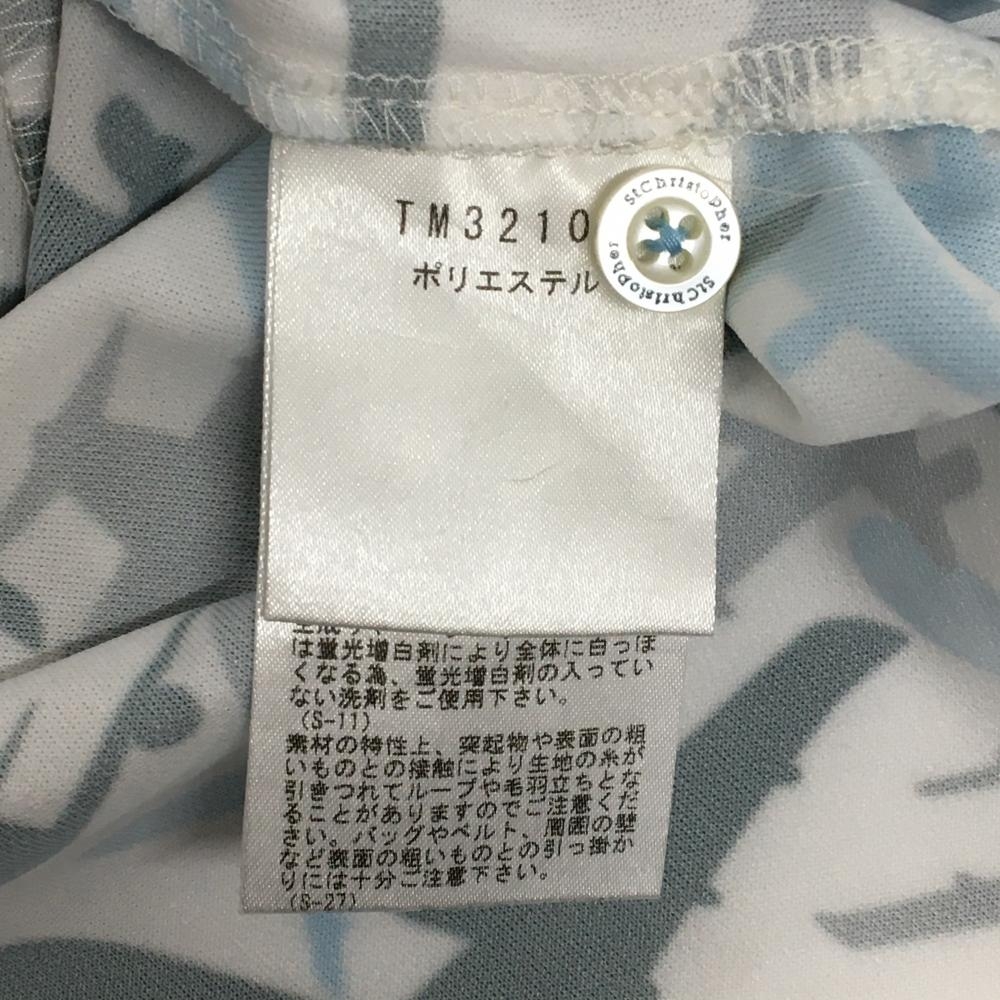 TM3210
ポリエステル
StChristopher StChristopher
は蛍光増白剤により全体に白っぽ
くなる為、蛍光増白剤の入ってい
ない洗剤をご使用下さい。
(S-11)
素材の特性上、突起物や表面の粗
いものとの接触により生地の糸が
引きつれてループや毛羽立ちとな
ることがありますのでご注意くだ
さい。バッグやベルト、周囲の壁
など表面の粗いものとの引っ掛か
りには十分ご注意下さい。
(S-27)